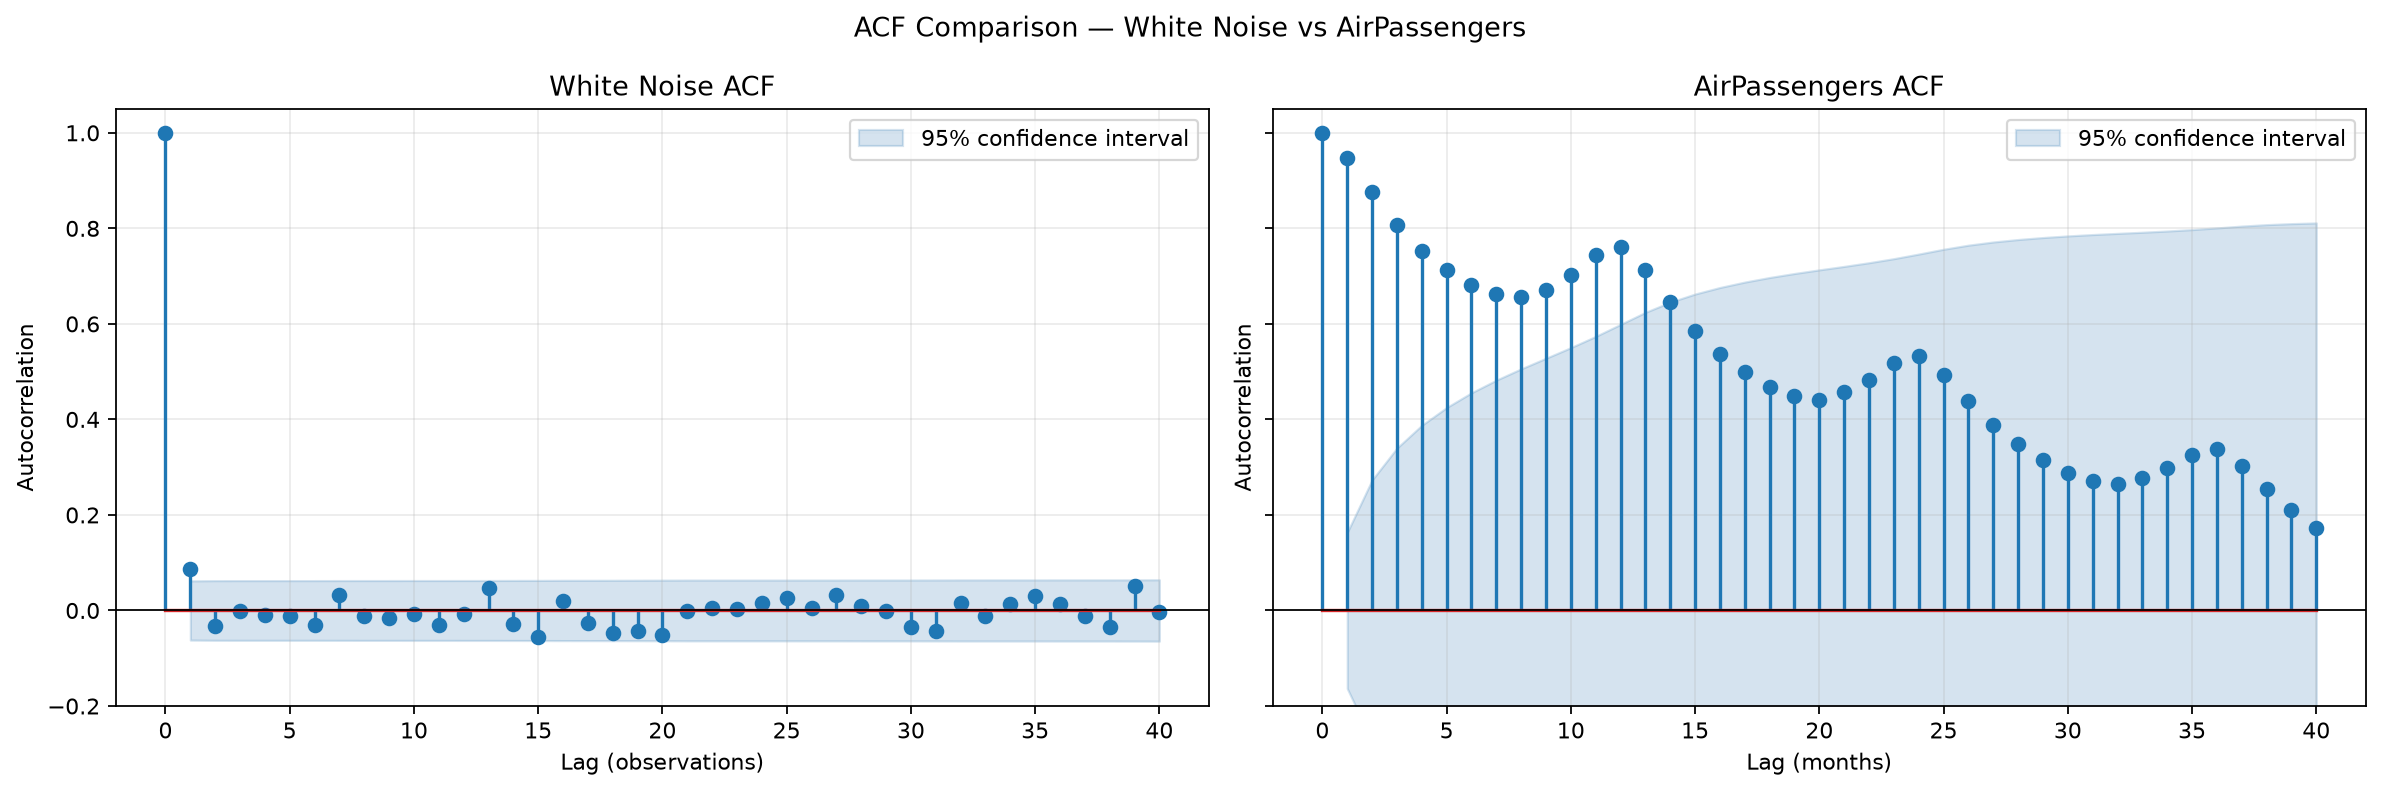 ACF Comparison — White Noise vs AirPassengers
White Noise ACF
95% confidence interval
1.0
0.8
0.6
0.4
0.2
0.0
−0.2
Autocorrelation
0 5 10 15 20 25 30 35 40
Lag (observations)
AirPassengers ACF
95% confidence interval
Autocorrelation
0 5 10 15 20 25 30 35 40
Lag (months)